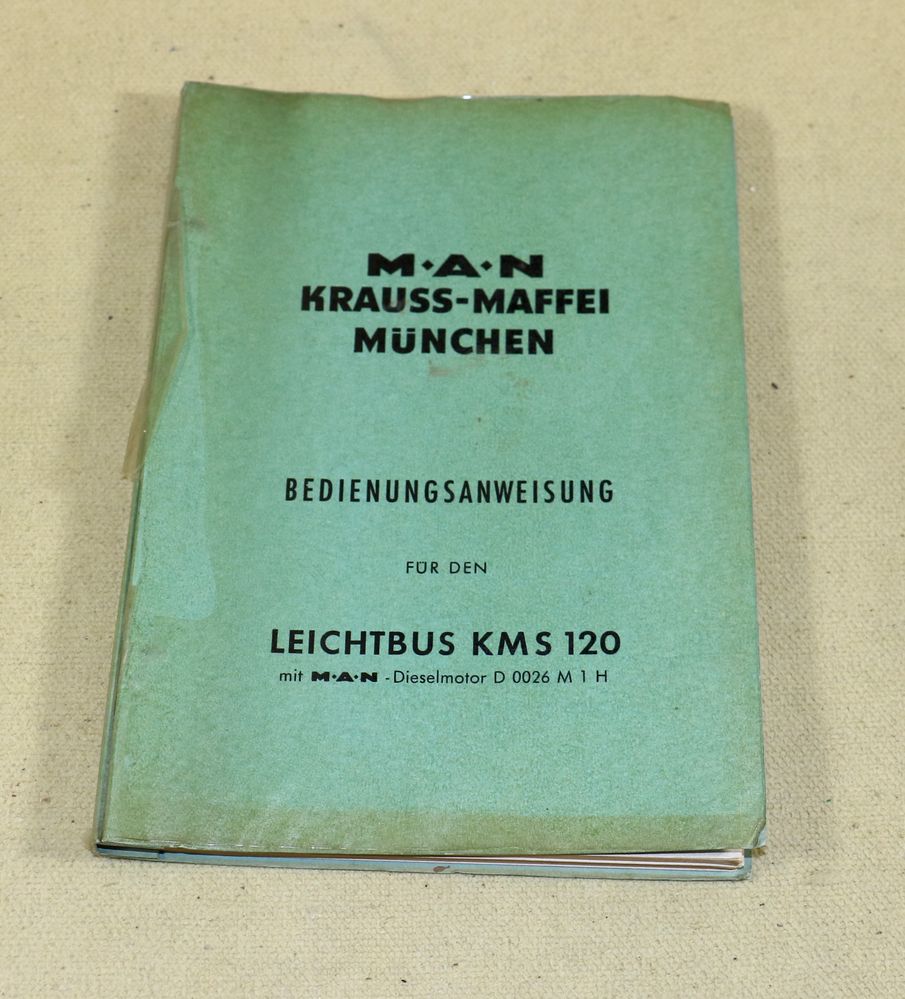 M·A·N
KRAUSS-MAFFEI
MÜNCHEN
BEDIENUNGSANWEISUNG
FÜR DEN
LEICHTBUS KMS 120
mit M·A·N - Dieselmotor D 0026 M 1 H